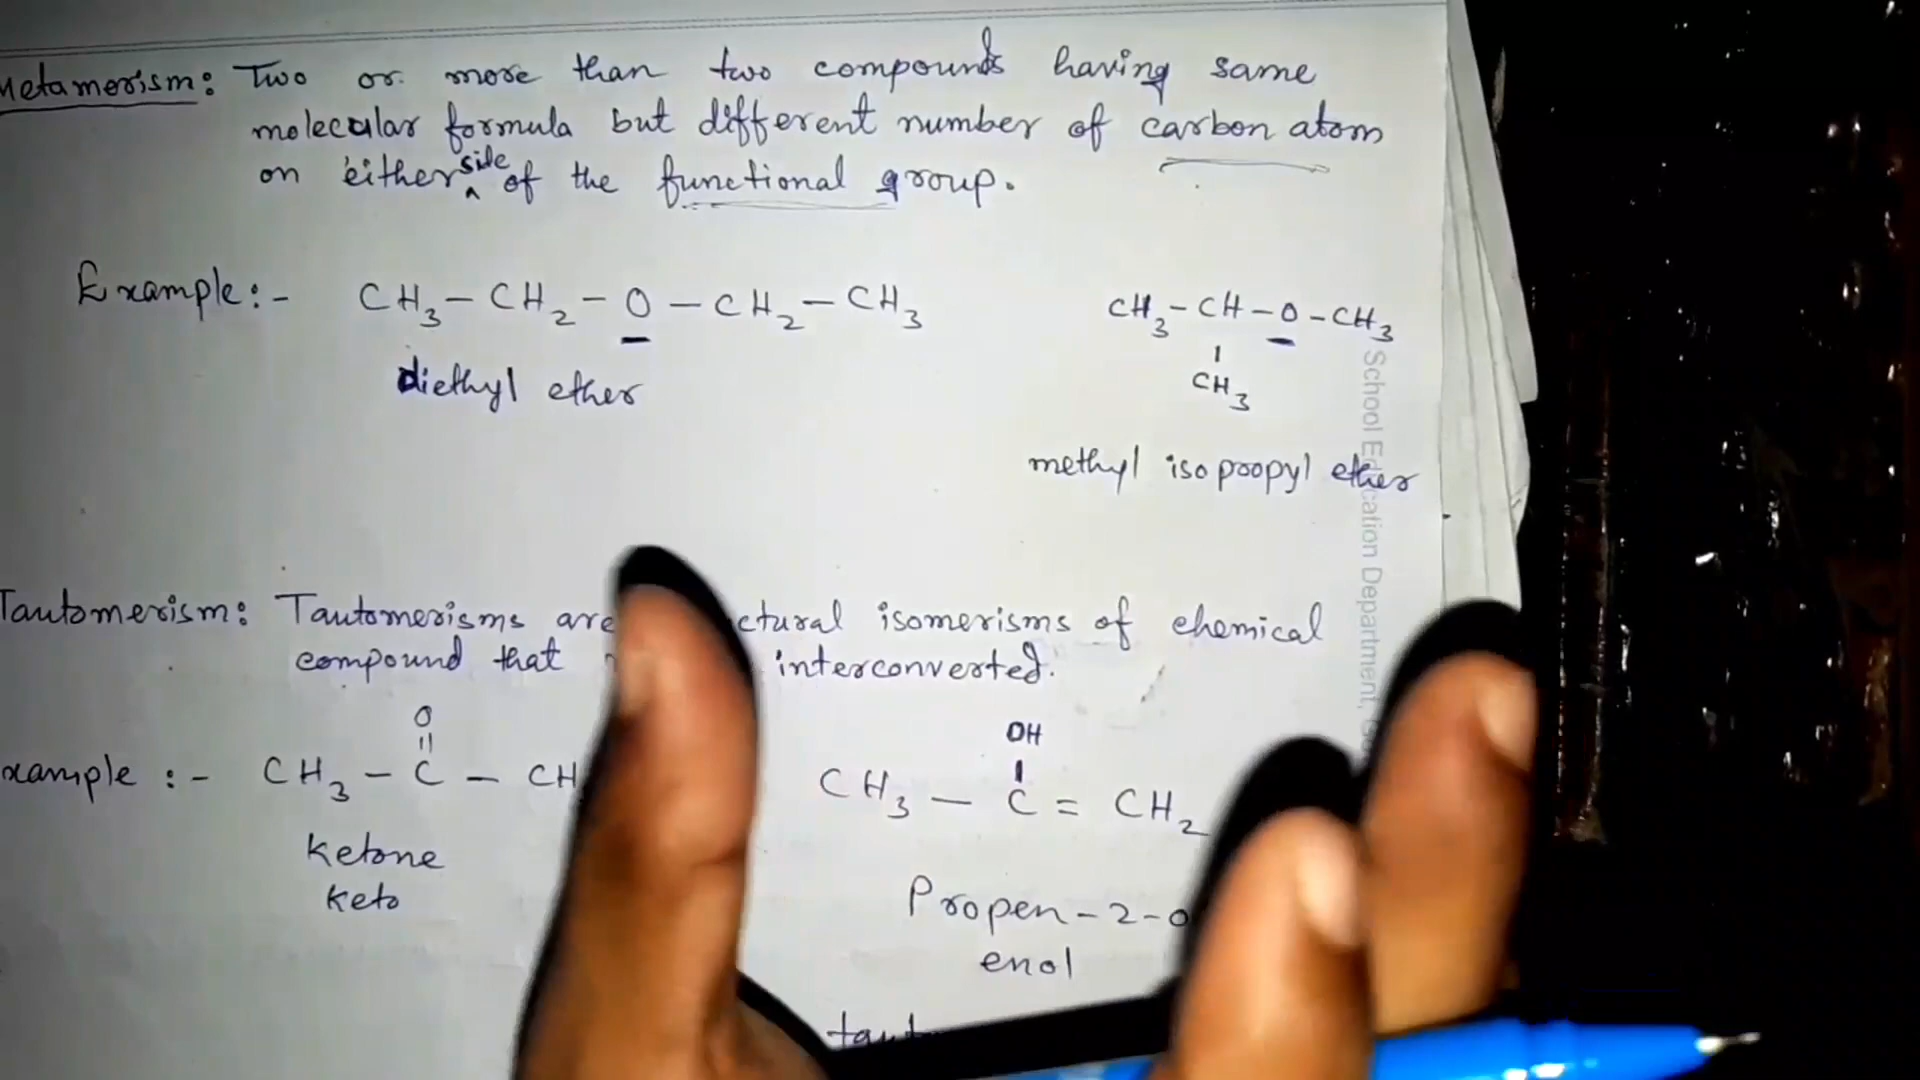 Metamerism: Two or more than two compounds having same
molecular formula but different number of carbon atom
on either side of the functional group.
Example:- CH3-CH2-O-CH2-CH3
diethyl ether
CH3-CH-O-CH3
CH3
methyl isopropyl ether
School Education Department,
Tautomerism: Tautomerisms are ctural isomerisms of chemical
compound that interconverted.
xample :- CH3-C-CH
O
ketone
keto
OH
CH3-C=CH2
Propen-2-o
enol
taut